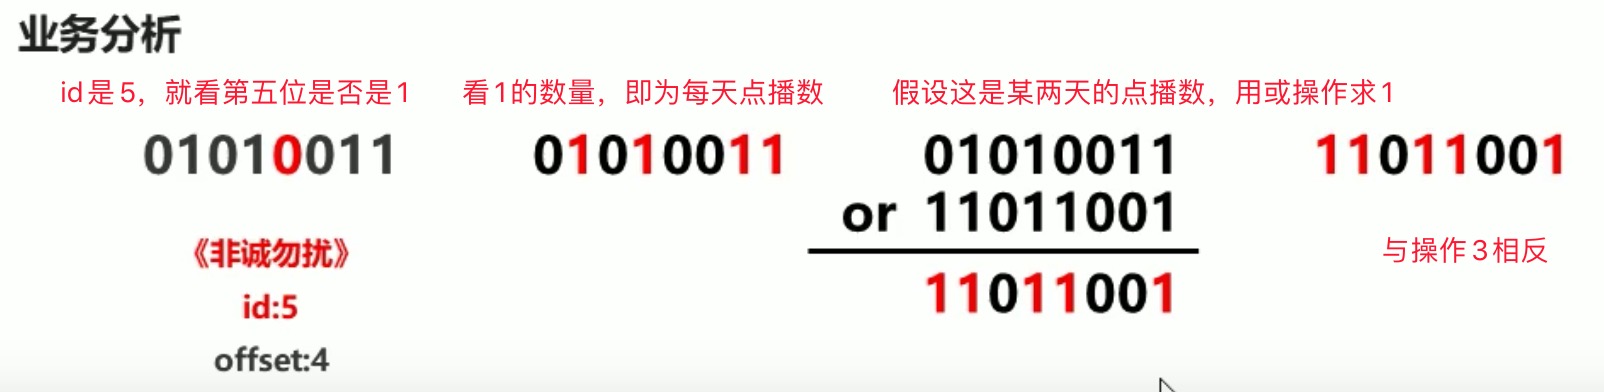 业务分析
id是5，就看第五位是否是1
看1的数量，即为每天点播数
假设这是某两天的点播数，用或操作求1
01010011
01010011
01010011
11011001
or 11011001
11011001
《非诚勿扰》
id:5
offset:4
与操作3相反